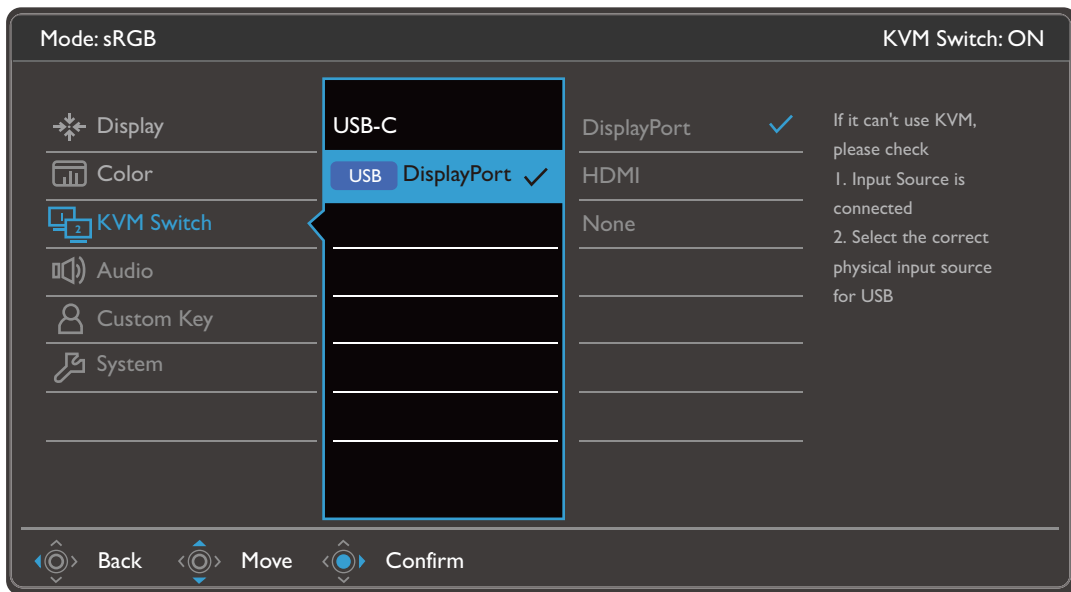 Mode: sRGB
KVM Switch: ON
Display
Color
1
2
KVM Switch
Audio
Custom Key
System
USB-C
USB DisplayPort
DisplayPort
HDMI
None
If it can't use KVM,
please check
1. Input Source is
connected
2. Select the correct
physical input source
for USB
Back
Move
Confirm